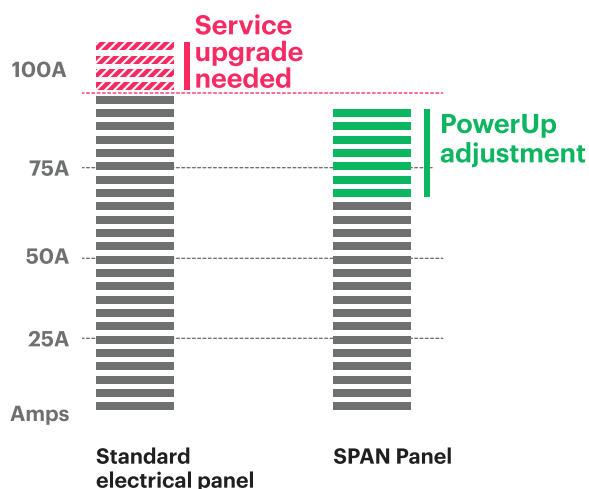 Service
upgrade
needed
100A
PowerUp
adjustment
75A
50A
25A
Amps
Standard
electrical panel
SPAN Panel